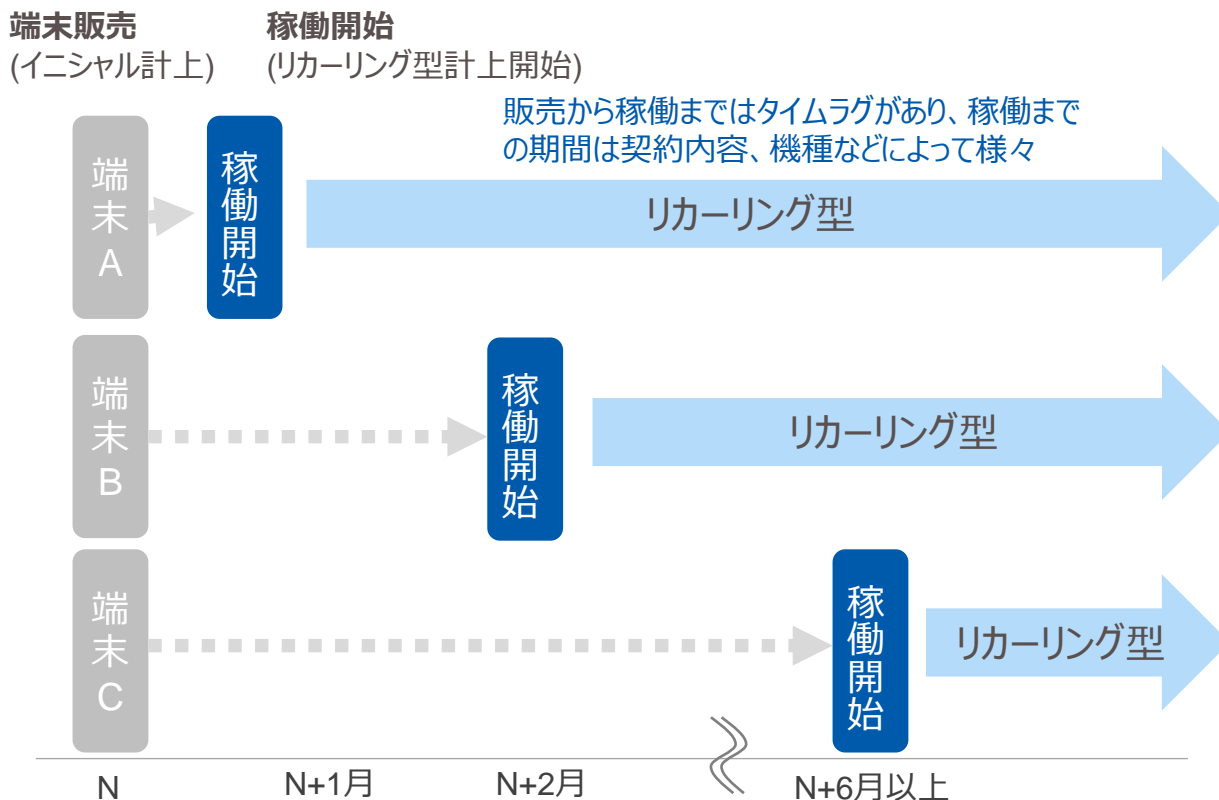 端末販売
(イニシャル計上)
稼働開始
(リカーリング型計上開始)
販売から稼働まではタイムラグがあり、稼働まで
の期間は契約内容、機種などによって様々
端末A
稼働開始
リカーリング型
端末B
稼働開始
リカーリング型
端末C
稼働開始
リカーリング型
N
N+1月
N+2月
N+6月以上